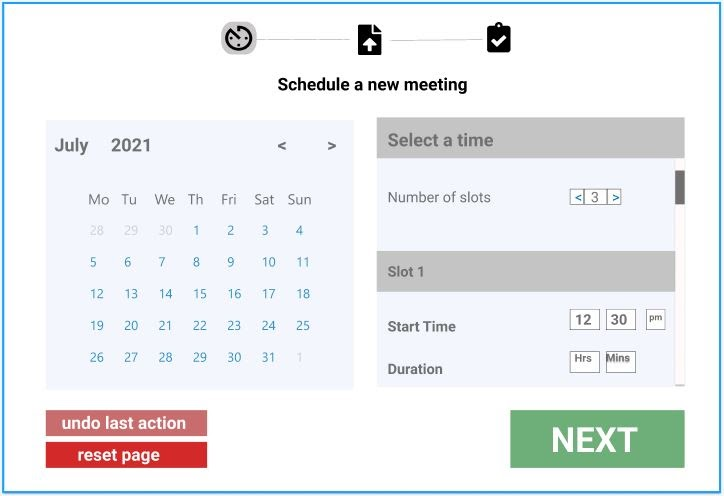 Schedule a new meeting
July 2021 < >
Mo Tu We Th Fri Sat Sun
28 29 30 1 2 3 4
5 6 7 8 9 10 11
12 13 14 15 16 17 18
19 20 21 22 23 24 25
26 27 28 29 30 31 1
Select a time
Number of slots < 3 >
Slot 1
Start Time 12 30 pm
Duration Hrs Mins
undo last action
reset page
NEXT